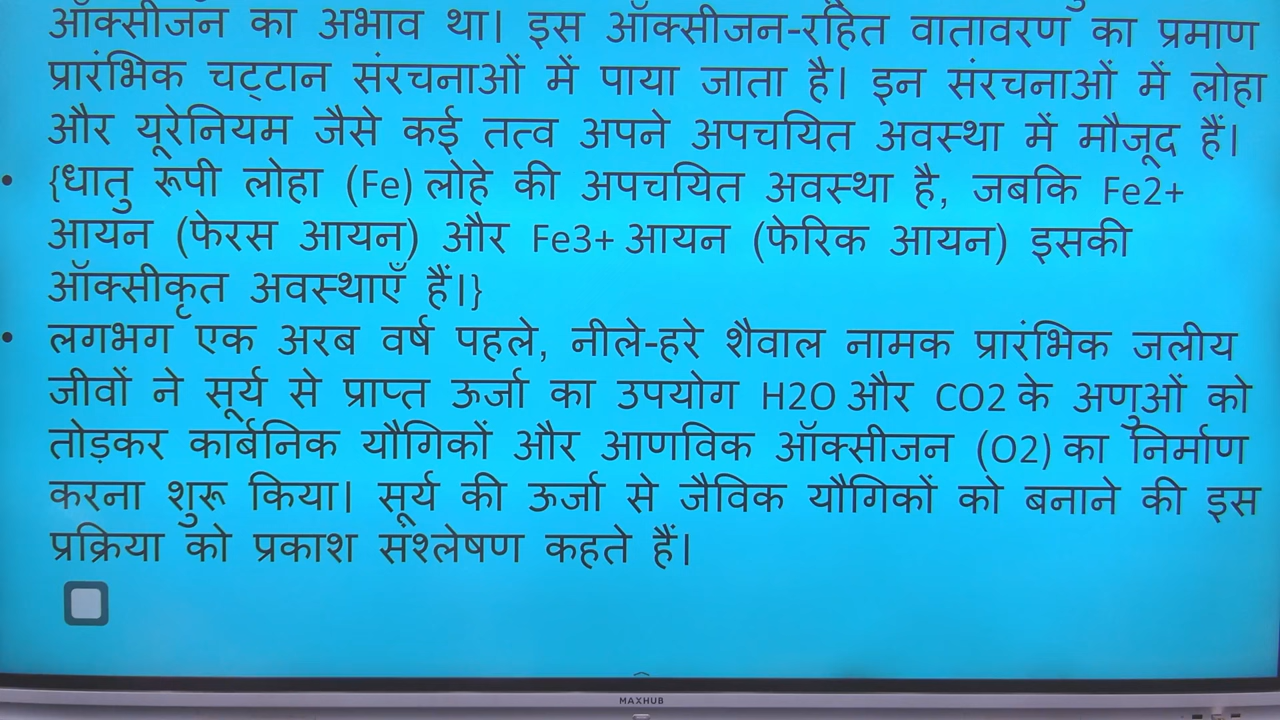 ऑक्सीजन का अभाव था। इस ऑक्सीजन-रहित वातावरण का प्रमाण
प्रारंभिक चट्टान संरचनाओं में पाया जाता है। इन संरचनाओं में लोहा
और यूरेनियम जैसे कई तत्व अपने अपचयित अवस्था में मौजूद हैं।
• {धातु रूपी लोहा (Fe) लोहे की अपचयित अवस्था है, जबकि Fe2+
आयन (फेरस आयन) और Fe3+ आयन (फेरिक आयन) इसकी
ऑक्सीकृत अवस्थाएँ हैं।}
• लगभग एक अरब वर्ष पहले, नीले-हरे शैवाल नामक प्रारंभिक जलीय
जीवों ने सूर्य से प्राप्त ऊर्जा का उपयोग H2O और CO2 के अणुओं को
तोड़कर कार्बनिक यौगिकों और आणविक ऑक्सीजन (O2) का निर्माण
करना शुरू किया। सूर्य की ऊर्जा से जैविक यौगिकों को बनाने की इस
प्रक्रिया को प्रकाश संश्लेषण कहते हैं।
MAXHUB